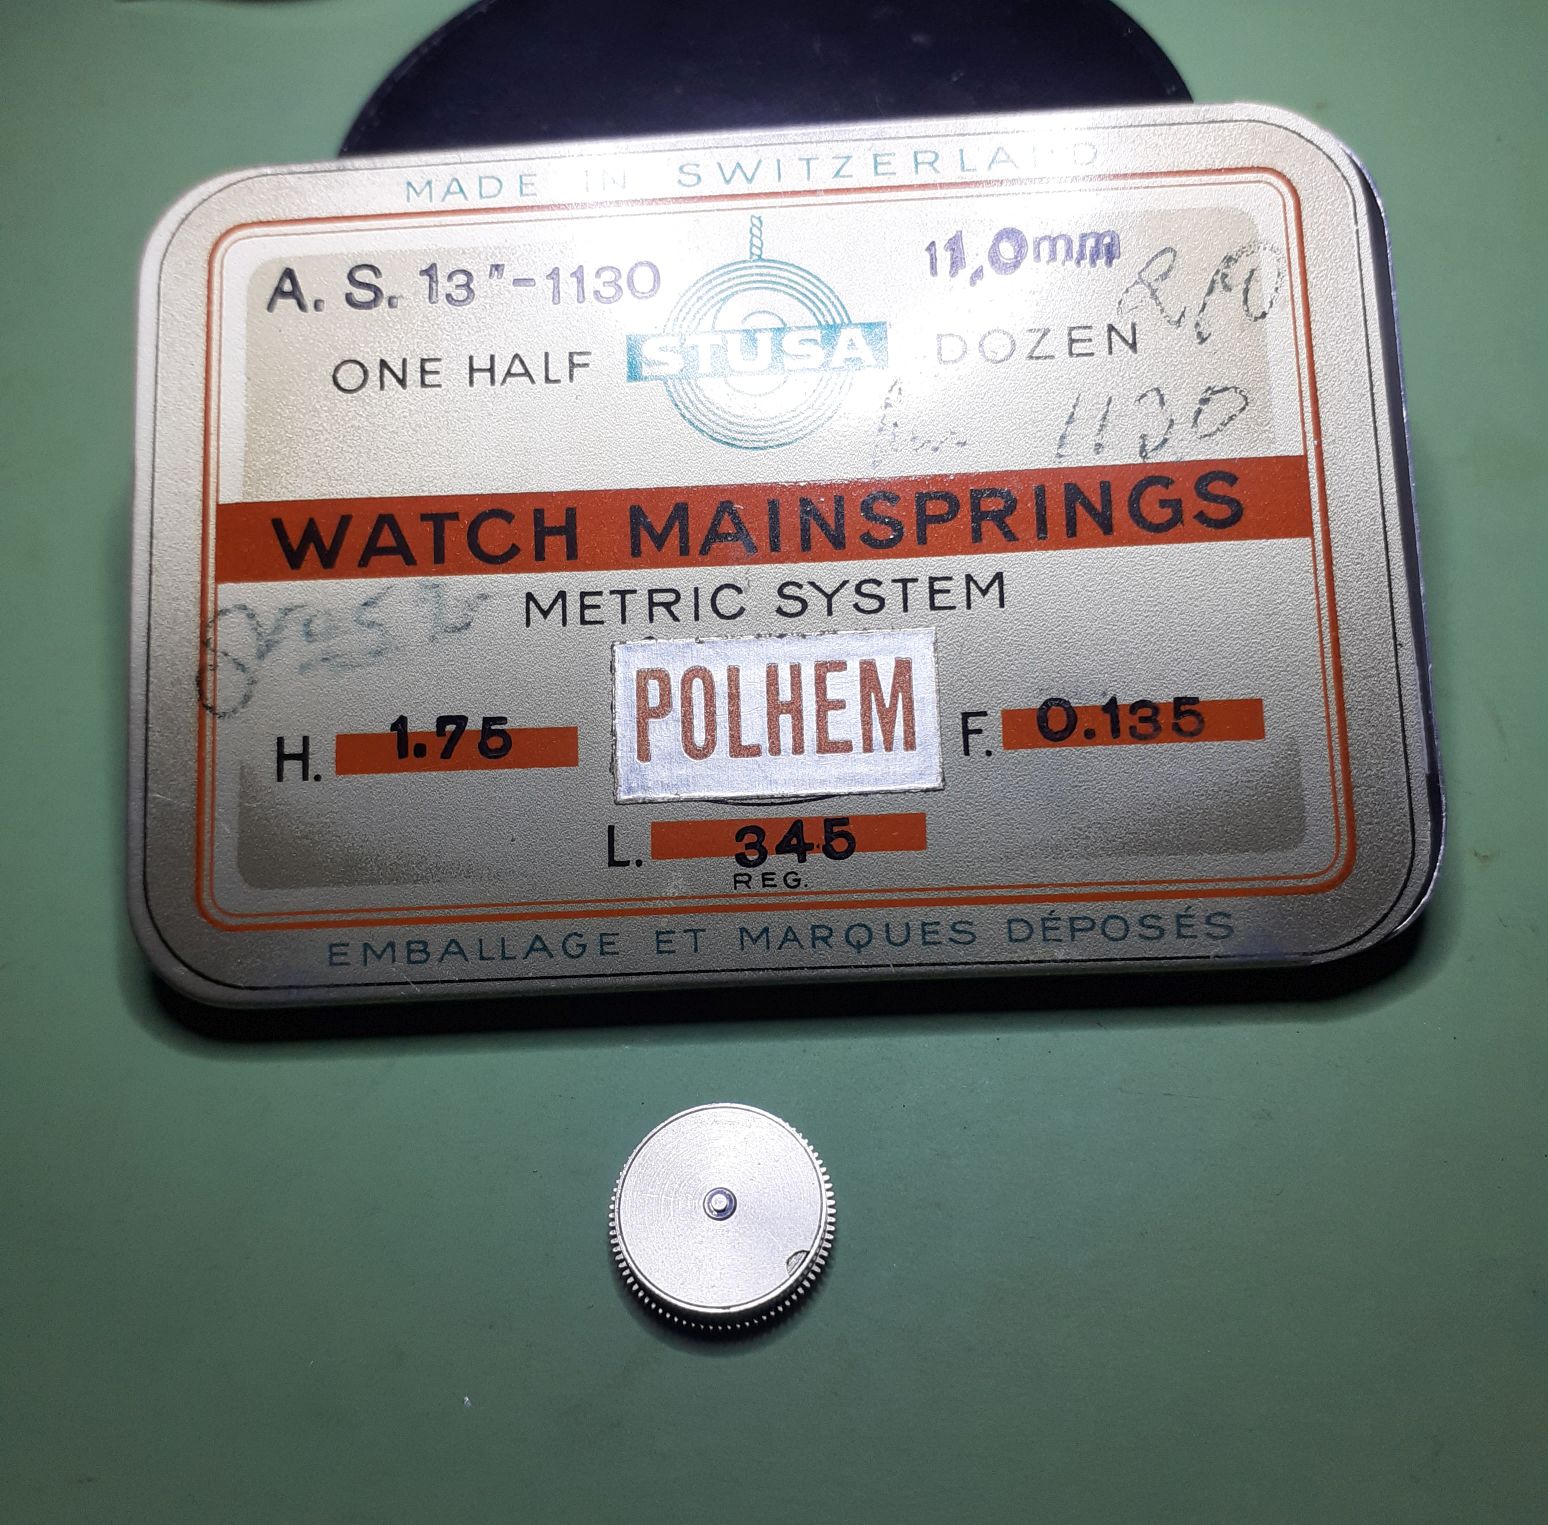 MADE IN SWITZERLAND
A. S. 13"-1130
11,0mm
ONE HALF STUSA DOZEN
1130
WATCH MAINSPRINGS
METRIC SYSTEM
POLHEM
H. 1.75
F. 0.135
L. 345
REG.
EMBALLAGE ET MARQUES DÉPOSÉS